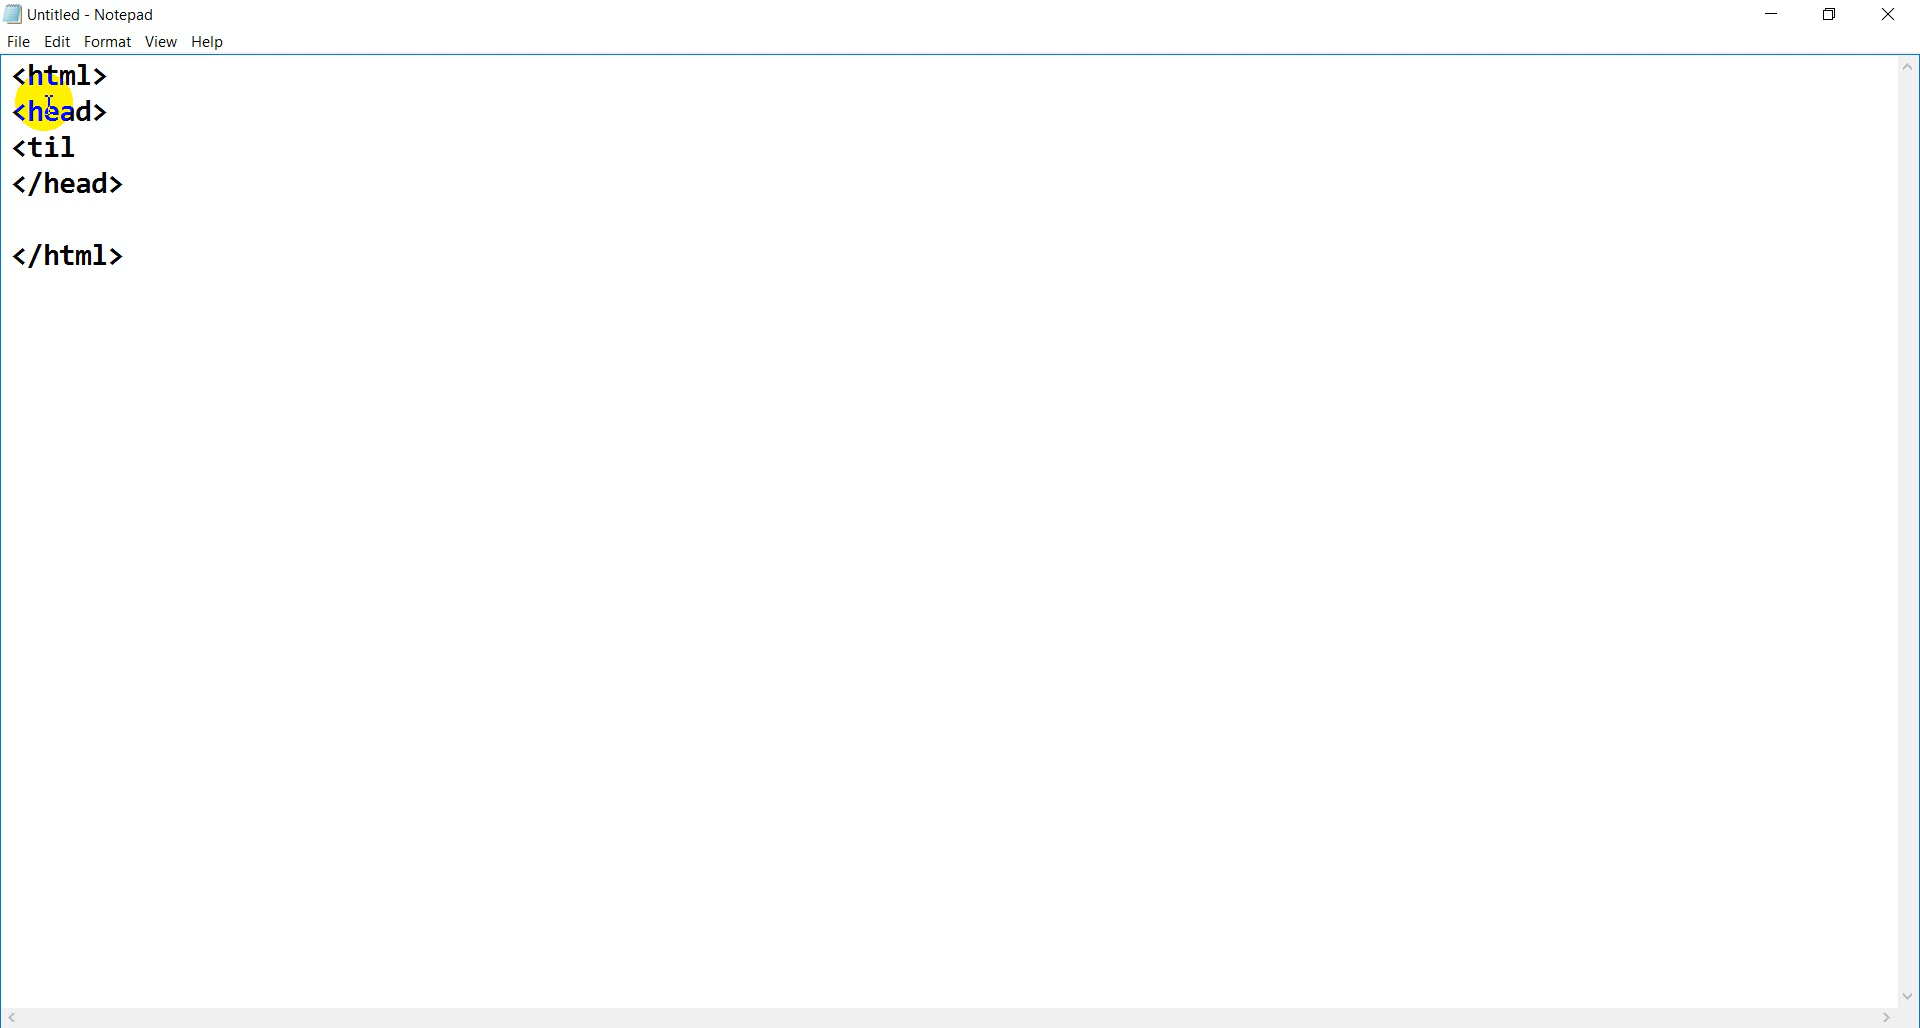 Untitled - Notepad
File Edit Format View Help
<html>
<head>
<til
</head>
</html>